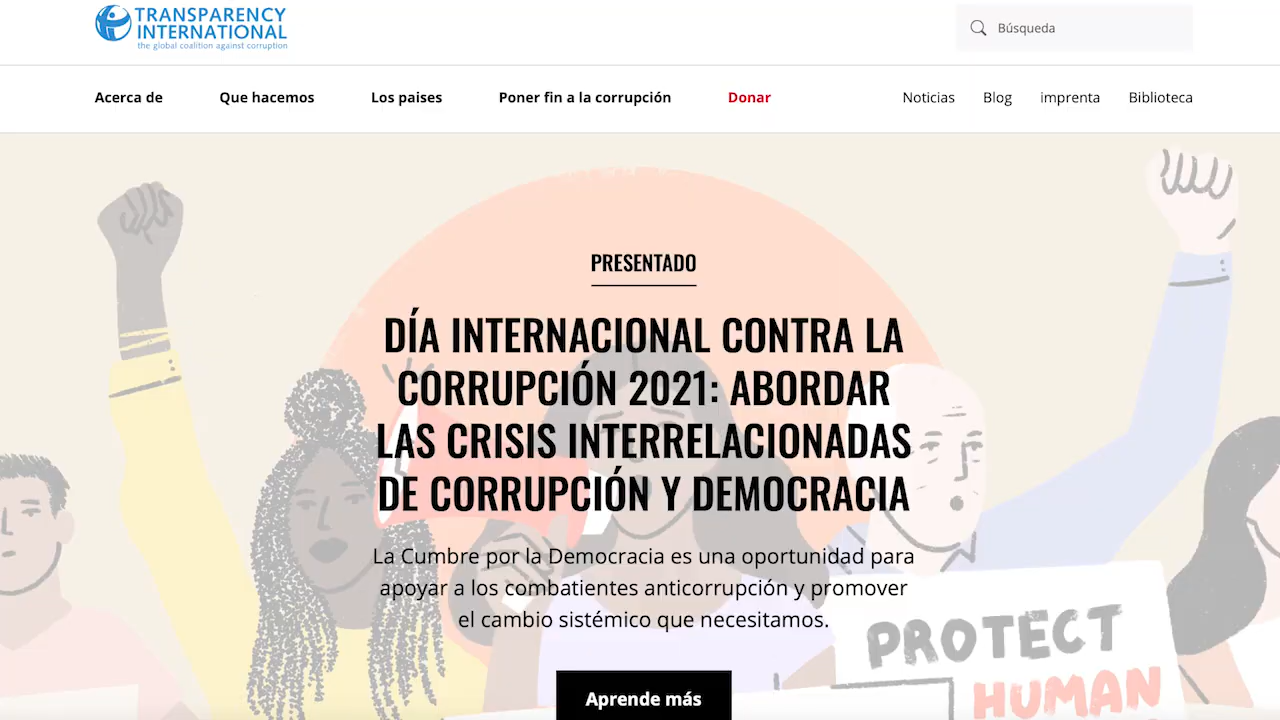 TRANSPARENCY
INTERNATIONAL
the global coalition against corruption
Búsqueda
Acerca de
Que hacemos
Los paises
Poner fin a la corrupción
Donar
Noticias
Blog
imprenta
Biblioteca
PRESENTADO
DÍA INTERNACIONAL CONTRA LA
CORRUPCIÓN 2021: ABORDAR
LAS CRISIS INTERRELACIONADAS
DE CORRUPCIÓN Y DEMOCRACIA
La Cumbre por la Democracia es una oportunidad para
apoyar a los combatientes anticorrupción y promover
el cambio sistémico que necesitamos.
PROTECT
HUMAN
Aprende más